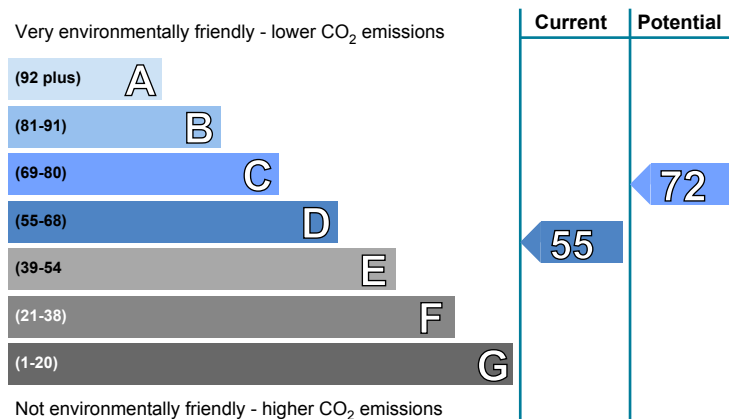 Very environmentally friendly - lower CO₂ emissions
Current
Potential
(92 plus) A
(81-91) B
(69-80) C
72
(55-68) D
55
(39-54 E
(21-38) F
(1-20) G
Not environmentally friendly - higher CO₂ emissions